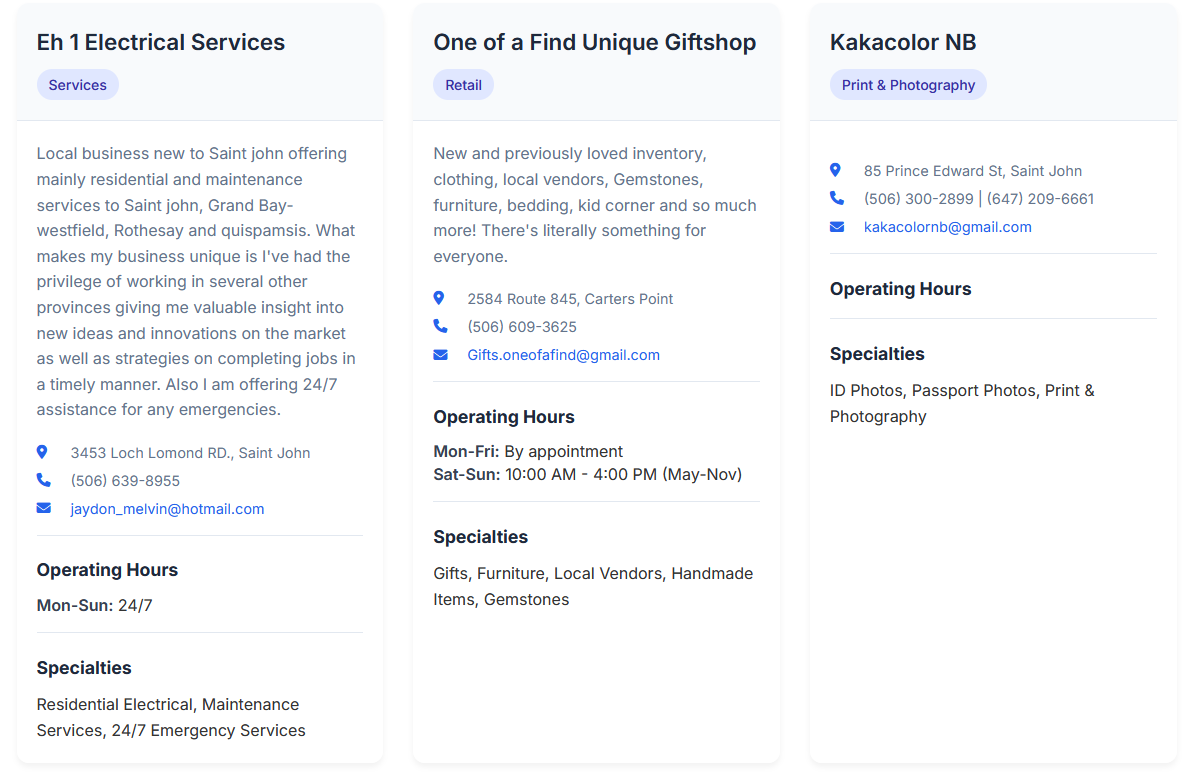 Eh 1 Electrical Services
Services
Local business new to Saint john offering
mainly residential and maintenance
services to Saint john, Grand Bay-
westfield, Rothesay and quispamsis. What
makes my business unique is I've had the
privilege of working in several other
provinces giving me valuable insight into
new ideas and innovations on the market
as well as strategies on completing jobs in
a timely manner. Also I am offering 24/7
assistance for any emergencies.
3453 Loch Lomond RD., Saint John
(506) 639-8955
jaydon_melvin@hotmail.com
Operating Hours
Mon-Sun: 24/7
Specialties
Residential Electrical, Maintenance
Services, 24/7 Emergency Services
One of a Find Unique Giftshop
Retail
New and previously loved inventory,
clothing, local vendors, Gemstones,
furniture, bedding, kid corner and so much
more! There's literally something for
everyone.
2584 Route 845, Carters Point
(506) 609-3625
Gifts.oneofafind@gmail.com
Operating Hours
Mon-Fri: By appointment
Sat-Sun: 10:00 AM - 4:00 PM (May-Nov)
Specialties
Gifts, Furniture, Local Vendors, Handmade
Items, Gemstones
Kakacolor NB
Print & Photography
85 Prince Edward St, Saint John
(506) 300-2899 | (647) 209-6661
kakacolornb@gmail.com
Operating Hours
Specialties
ID Photos, Passport Photos, Print &
Photography